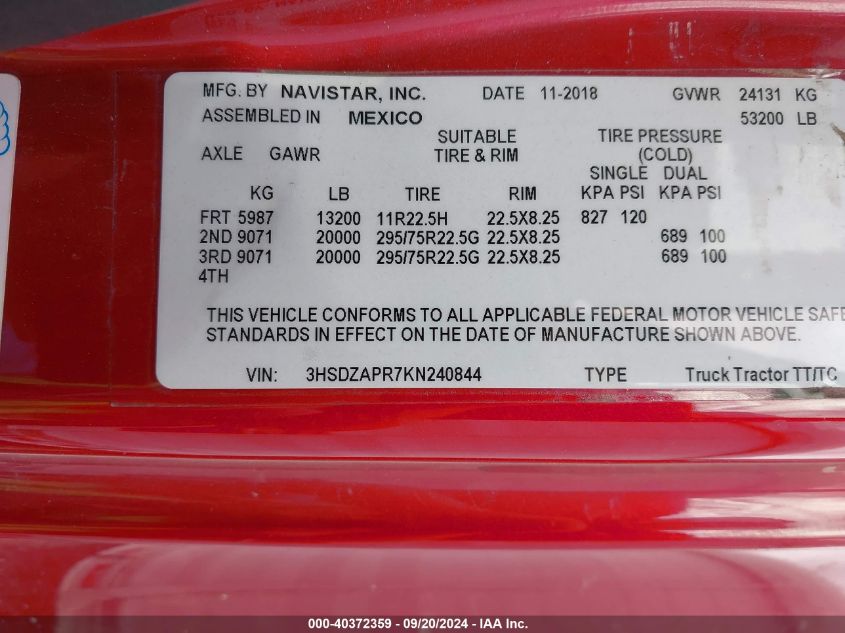 MFG. BY NAVISTAR, INC. DATE 11-2018 GVWR 24131 KG
ASSEMBLED IN MEXICO 53200 LB
SUITABLE TIRE PRESSURE
AXLE GAWR TIRE & RIM (COLD)
SINGLE DUAL
KG LB TIRE RIM KPA PSI KPA PSI
FRT 5987 13200 11R22.5H 22.5X8.25 827 120
2ND 9071 20000 295/75R22.5G 22.5X8.25 689 100
3RD 9071 20000 295/75R22.5G 22.5X8.25 689 100
4TH
THIS VEHICLE CONFORMS TO ALL APPLICABLE FEDERAL MOTOR VEHICLE SAFE
STANDARDS IN EFFECT ON THE DATE OF MANUFACTURE SHOWN ABOVE.
VIN: 3HSDZAPR7KN240844 TYPE Truck Tractor TT/TC
000-40372359 - 09/20/2024 - IAA Inc.